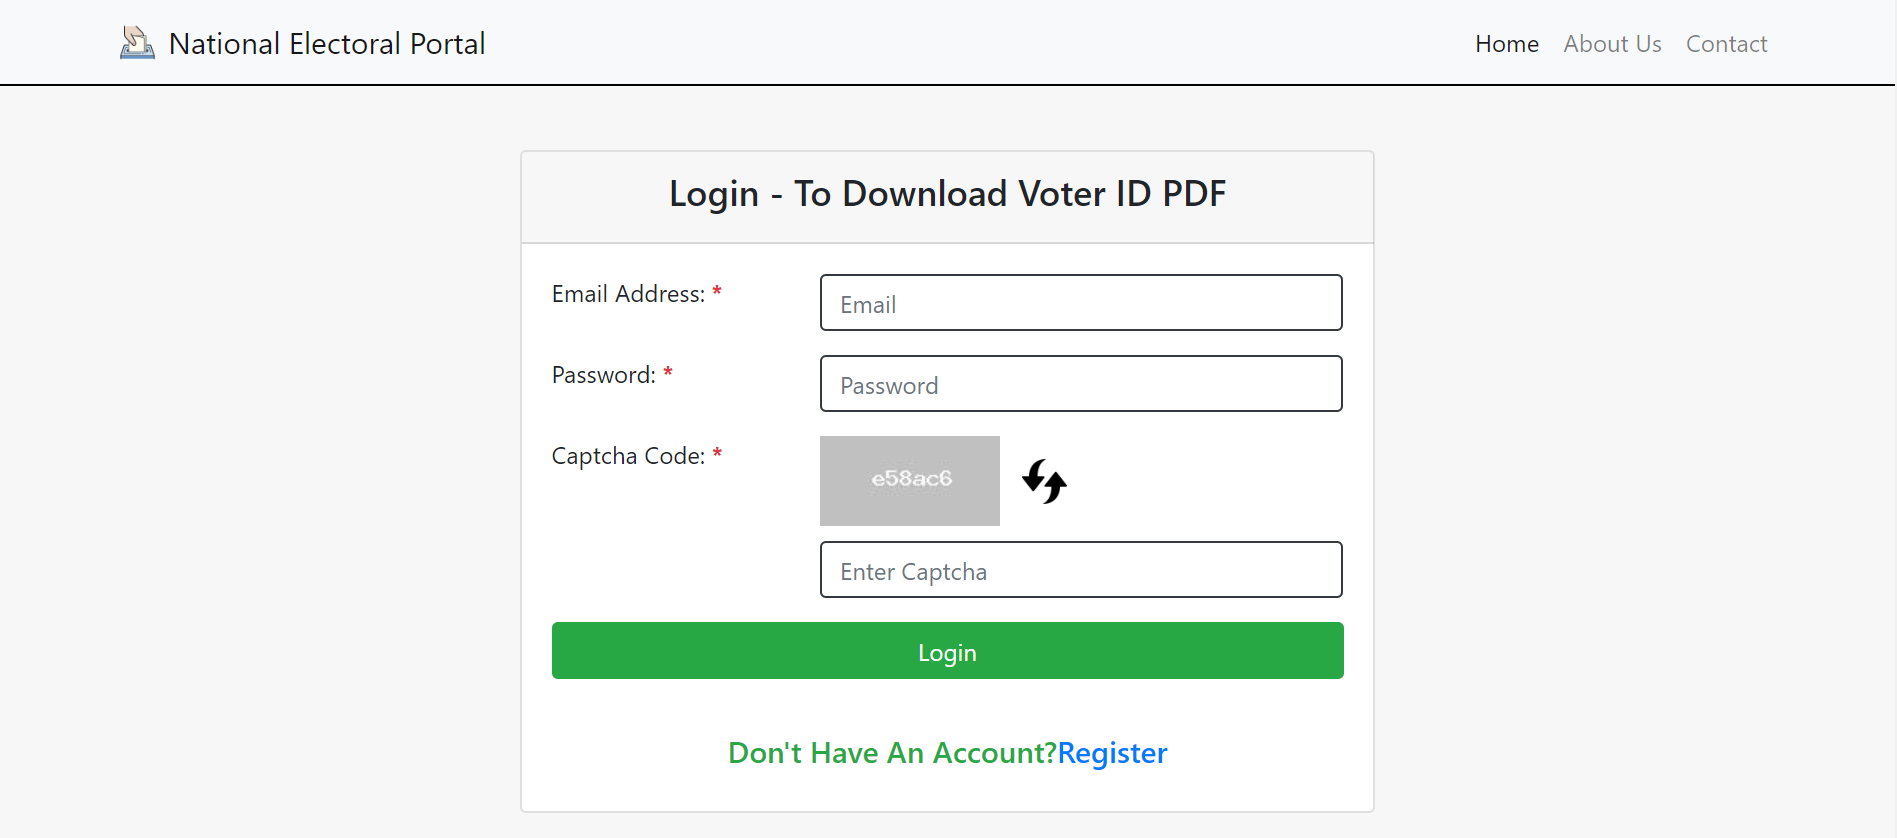 National Electoral Portal
Home About Us Contact
Login - To Download Voter ID PDF
Email Address: *
Email
Password: *
Password
Captcha Code: *
e58ac6
Enter Captcha
Login
Don't Have An Account?Register